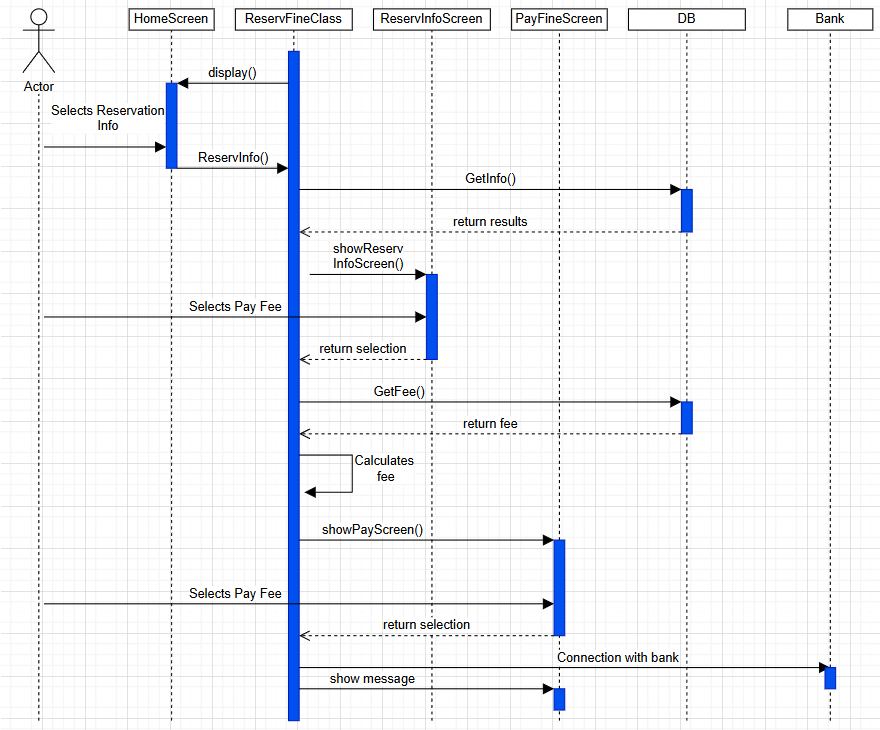 HomeScreen
ReservFineClass
ReservInfoScreen
PayFineScreen
DB
Bank
Actor
display()
Selects Reservation
Info
ReservInfo()
GetInfo()
return results
showReserv
InfoScreen()
Selects Pay Fee
return selection
GetFee()
return fee
Calculates
fee
showPayScreen()
Selects Pay Fee
return selection
Connection with bank
show message